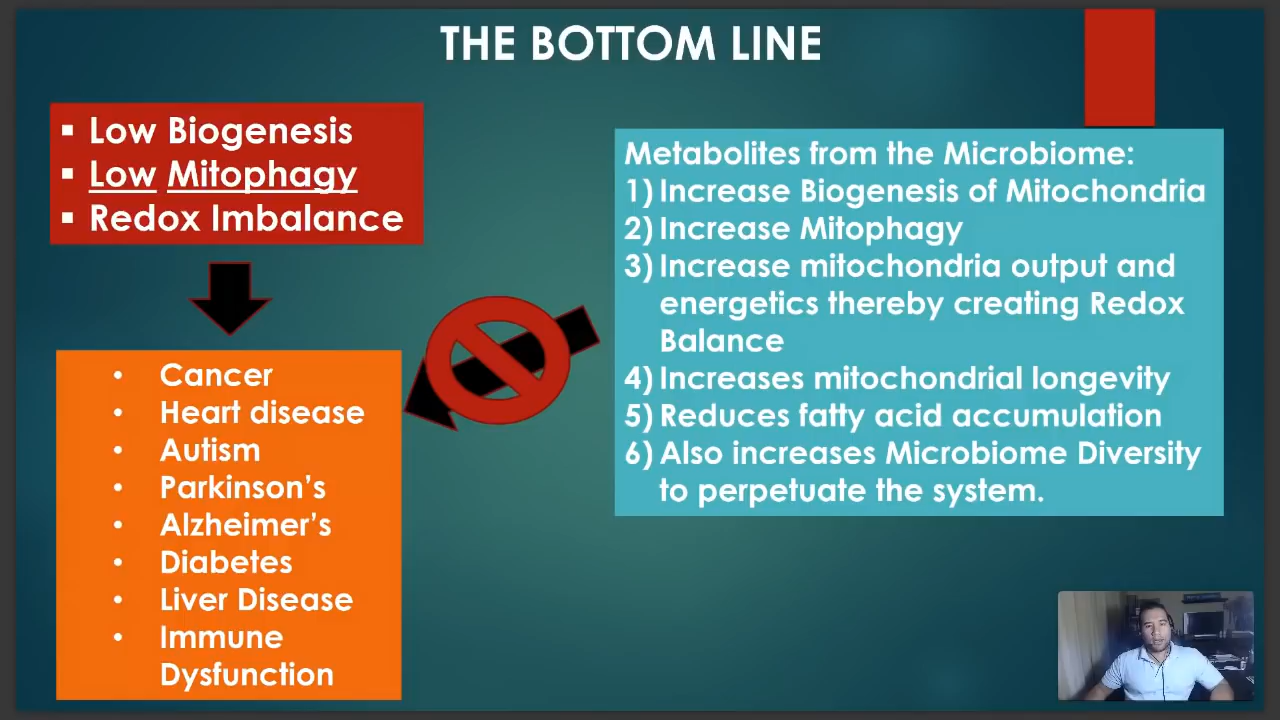 THE BOTTOM LINE
▪ Low Biogenesis
▪ Low Mitophagy
▪ Redox Imbalance
• Cancer
• Heart disease
• Autism
• Parkinson’s
• Alzheimer’s
• Diabetes
• Liver Disease
• Immune
Dysfunction
Metabolites from the Microbiome:
1) Increase Biogenesis of Mitochondria
2) Increase Mitophagy
3) Increase mitochondria output and
energetics thereby creating Redox
Balance
4) Increases mitochondrial longevity
5) Reduces fatty acid accumulation
6) Also increases Microbiome Diversity
to perpetuate the system.